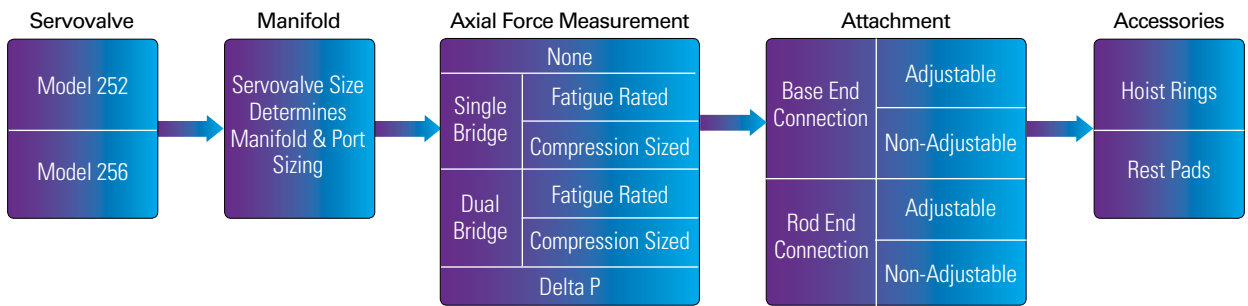 Servovalve
Model 252
Model 256
Manifold
Servovalve Size
Determines
Manifold & Port
Sizing
Axial Force Measurement
None
Single
Bridge
Fatigue Rated
Compression Sized
Dual
Bridge
Fatigue Rated
Compression Sized
Delta P
Attachment
Base End
Connection
Adjustable
Non-Adjustable
Rod End
Connection
Adjustable
Non-Adjustable
Accessories
Hoist Rings
Rest Pads